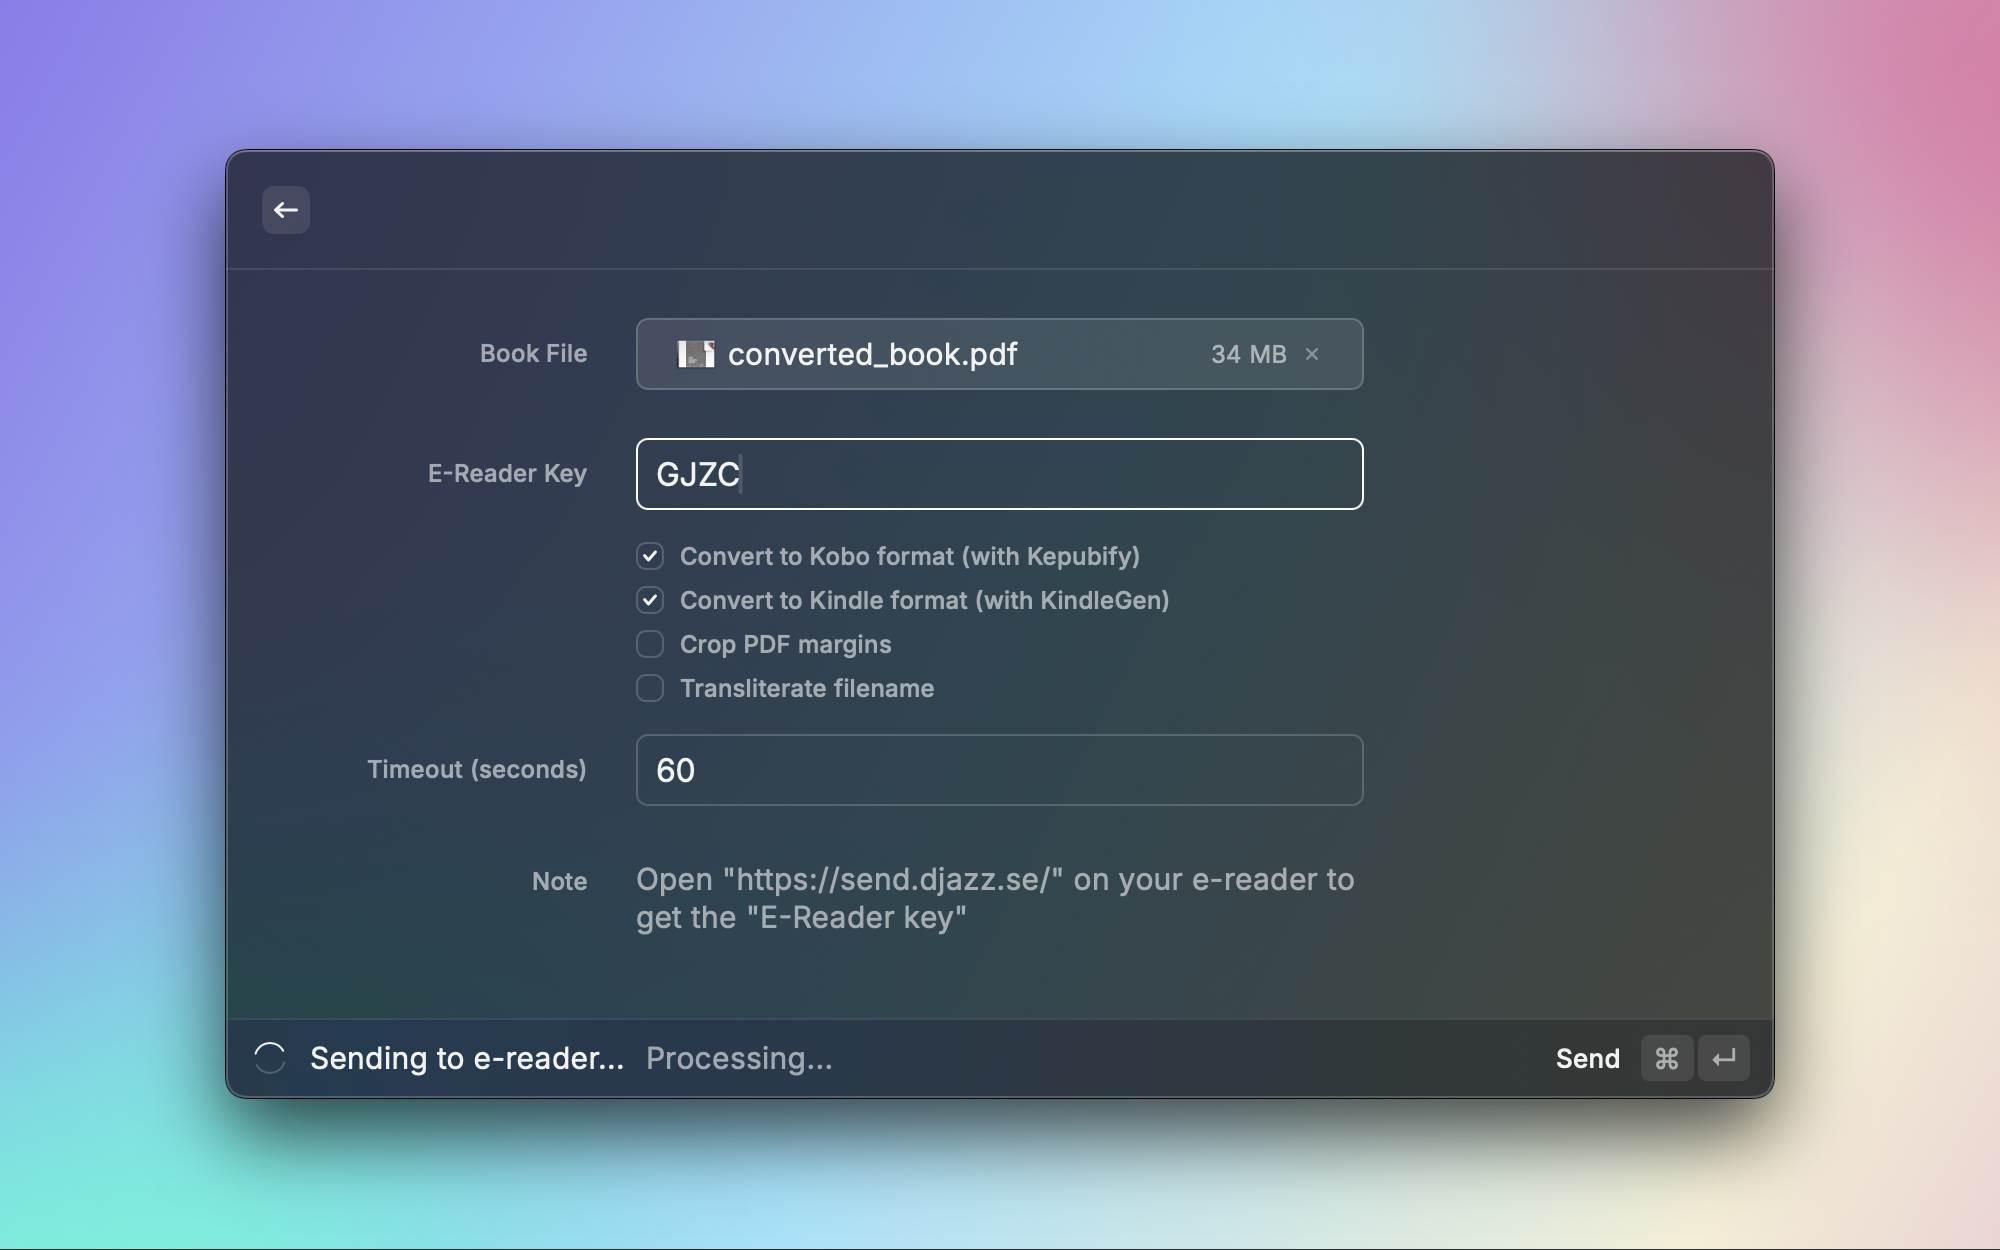 Book File converted_book.pdf 34 MB
E-Reader Key GJZC
Convert to Kobo format (with Kepubify)
Convert to Kindle format (with KindleGen)
Crop PDF margins
Transliterate filename
Timeout (seconds) 60
Note Open "https://send.djazz.se/" on your e-reader to
get the "E-Reader key"
Sending to e-reader... Processing... Send ⌘ ↵